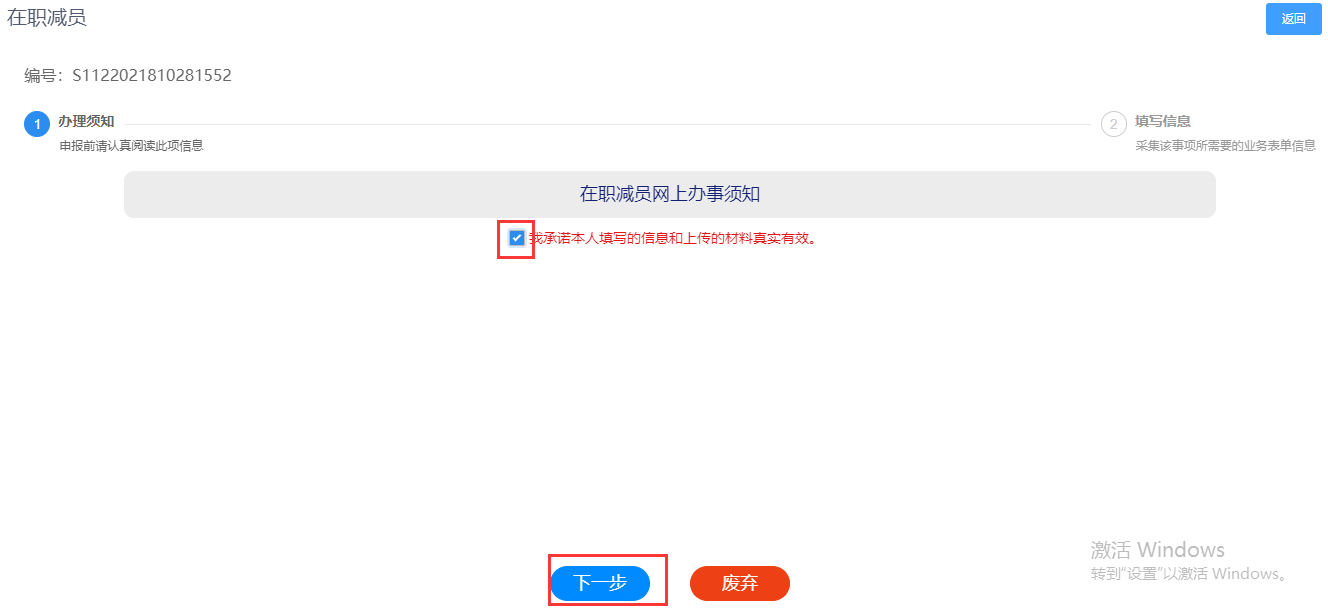 在职减员
返回
编号：S1122021810281552
1 办理须知
申报前请认真阅读此项信息
2 填写信息
采集该事项所需要的业务表单信息
在职减员网上办事须知
我承诺本人填写的信息和上传的材料真实有效。
激活 Windows
转到“设置”以激活 Windows。
下一步
废弃